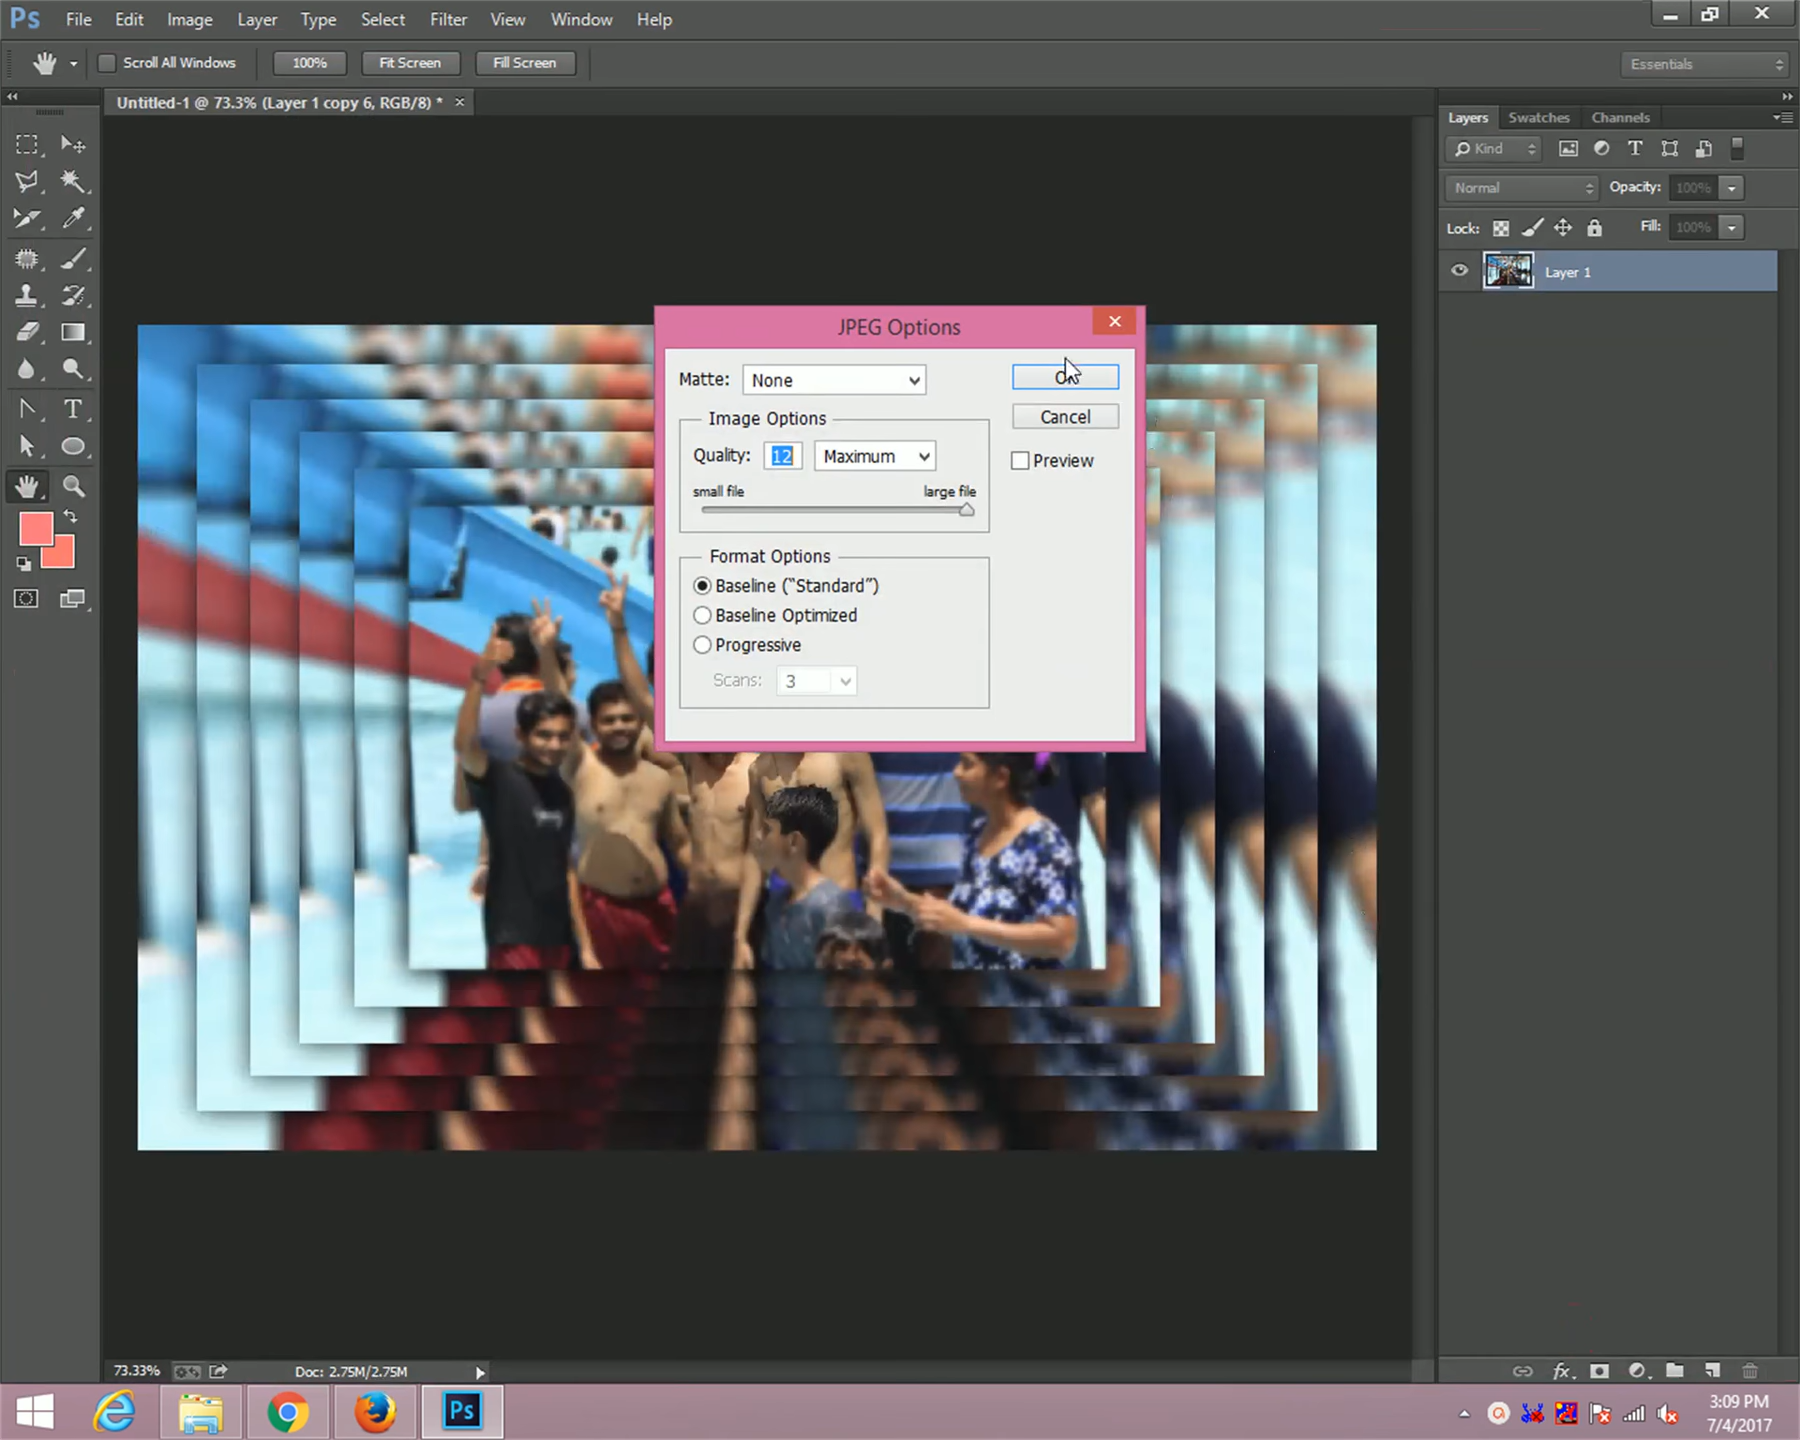 Ps File Edit Image Layer Type Select Filter View Window Help
Scroll All Windows 100% Fit Screen Fill Screen Essentials
Untitled-1 @ 73.3% (Layer 1 copy 6, RGB/8) * ×
Layers Swatches Channels
Kind
Normal Opacity: 100%
Lock: Fill: 100%
Layer 1
JPEG Options
Matte: None
Cancel
Preview
Image Options
Quality: 12 Maximum
small file large file
Format Options
Baseline (“Standard”)
Baseline Optimized
Progressive
Scans: 3
73.33% Doc: 2.75M/2.75M
Ps
3:09 PM
7/4/2017